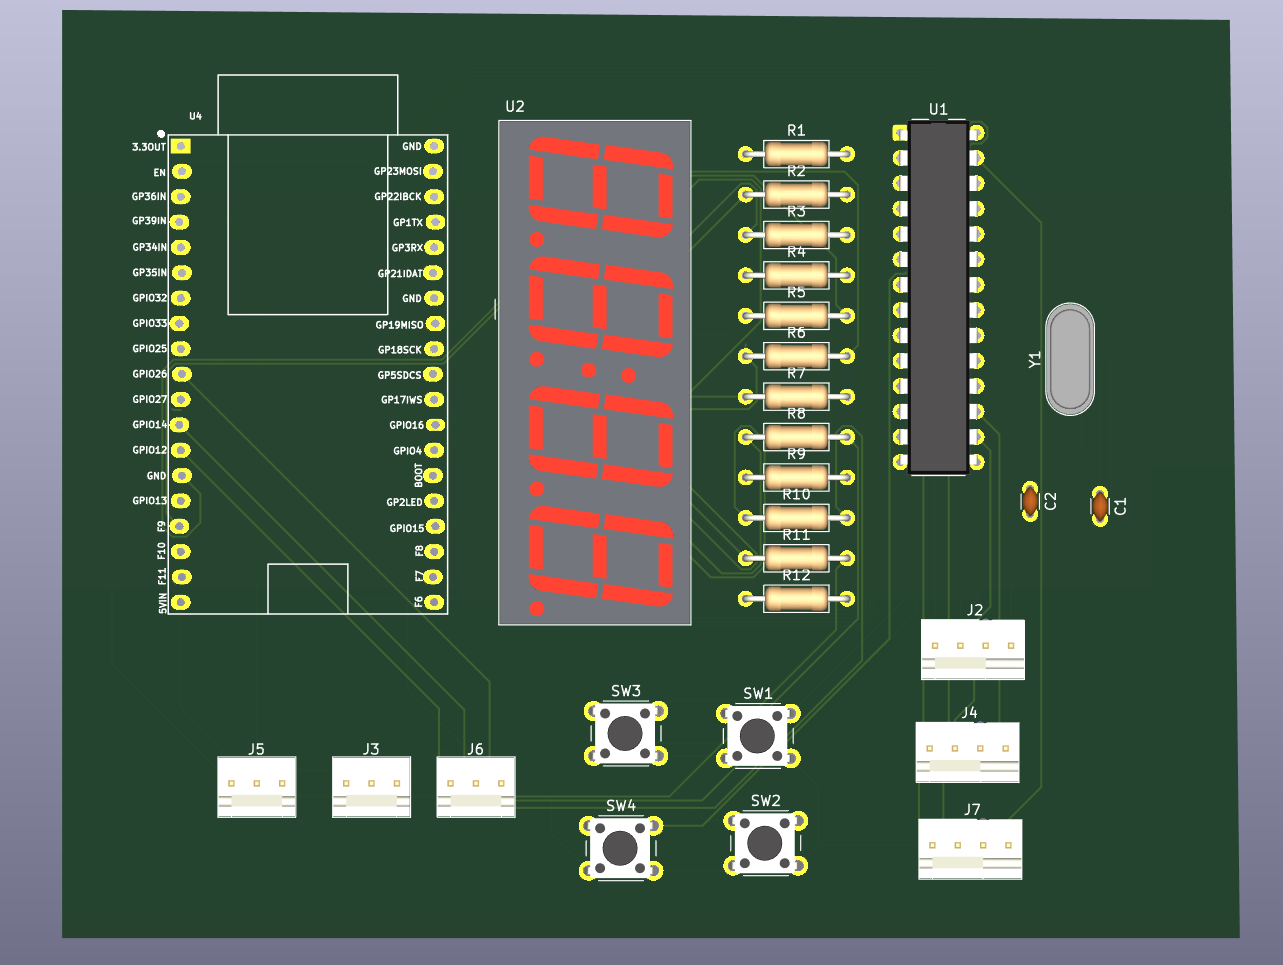 U4
3.3OUT
EN
GP36IN
GP39IN
GP34IN
GP35IN
GPIO32
GPIO33
GPIO25
GPIO26
GPIO27
GPIO14
GPIO12
GND
GPIO13
F9
F10
F11
5VIN
GND
GP23MOSI
GP22IBCK
GP1TX
GP3RX
GP21IDAT
GND
GP19MISO
GP18SCK
GP5SDCS
GP17IWS
GPIO16
GPIO4
BOOT
GP2LED
GPIO15
F8
F7
F6
U2
R1
R2
R3
R4
R5
R6
R7
R8
R9
R10
R11
R12
U1
Y1
C2
C1
J2
J4
J7
SW3
SW1
SW4
SW2
J5
J3
J6